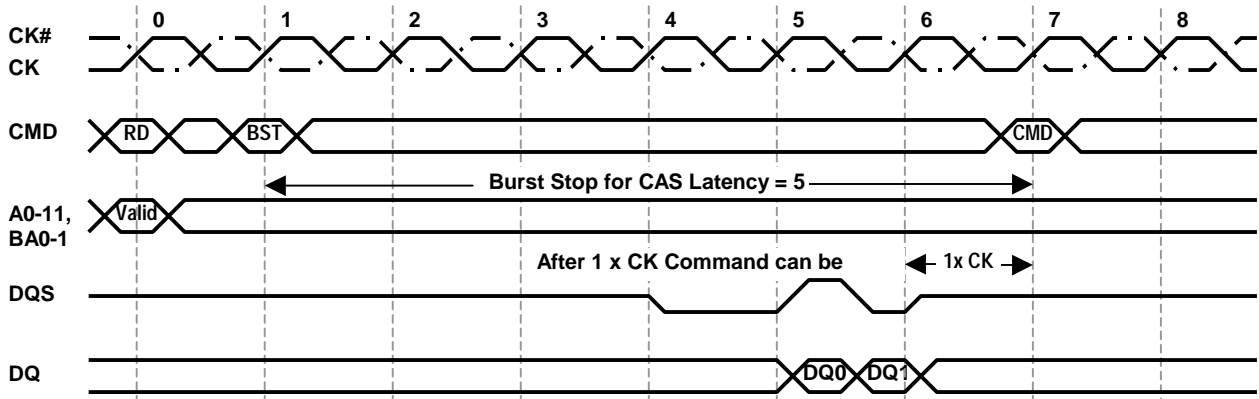 0 1 2 3 4 5 6 7 8
CK#
CK
CMD RD BST CMD
Burst Stop for CAS Latency = 5
A0-11, Valid
BA0-1
After 1 x CK Command can be 1x CK
DQS
DQ DQ0 DQ1